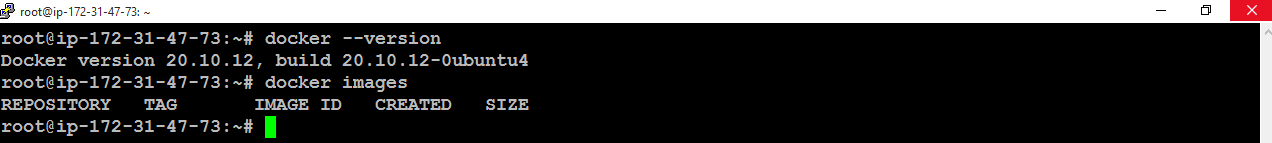 root@ip-172-31-47-73: ~
root@ip-172-31-47-73:~# docker --version
Docker version 20.10.12, build 20.10.12-0ubuntu4
root@ip-172-31-47-73:~# docker images
REPOSITORY   TAG       IMAGE ID   CREATED   SIZE
root@ip-172-31-47-73:~#